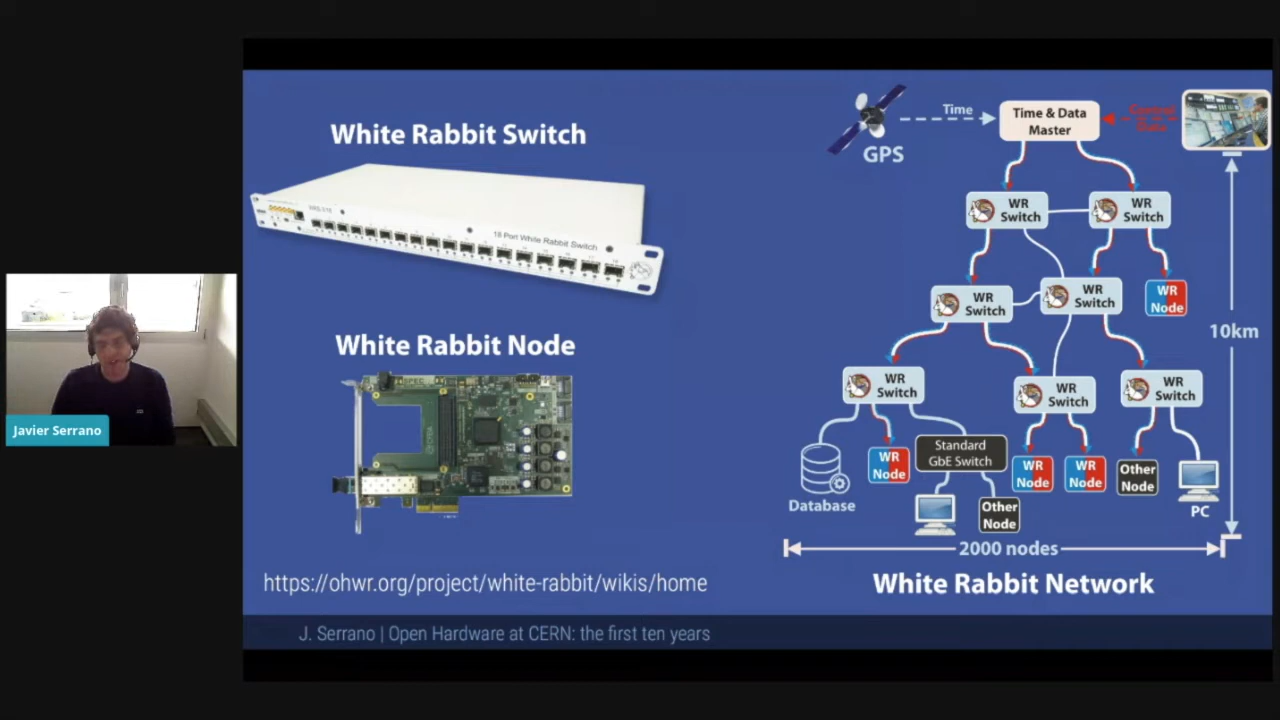 White Rabbit Switch
18 Port White Rabbit Switch
White Rabbit Node
SPEC
https://ohwr.org/project/white-rabbit/wikis/home
GPS
Time
Time & Data
Master
WR
Switch
WR
Switch
WR
Switch
WR
Switch
WR
Node
10km
WR
Switch
WR
Switch
WR
Switch
Database
WR
Node
Standard
GbE Switch
Other
Node
WR
Node
WR
Node
Other
Node
PC
2000 nodes
White Rabbit Network
J. Serrano | Open Hardware at CERN: the first ten years
Javier Serrano